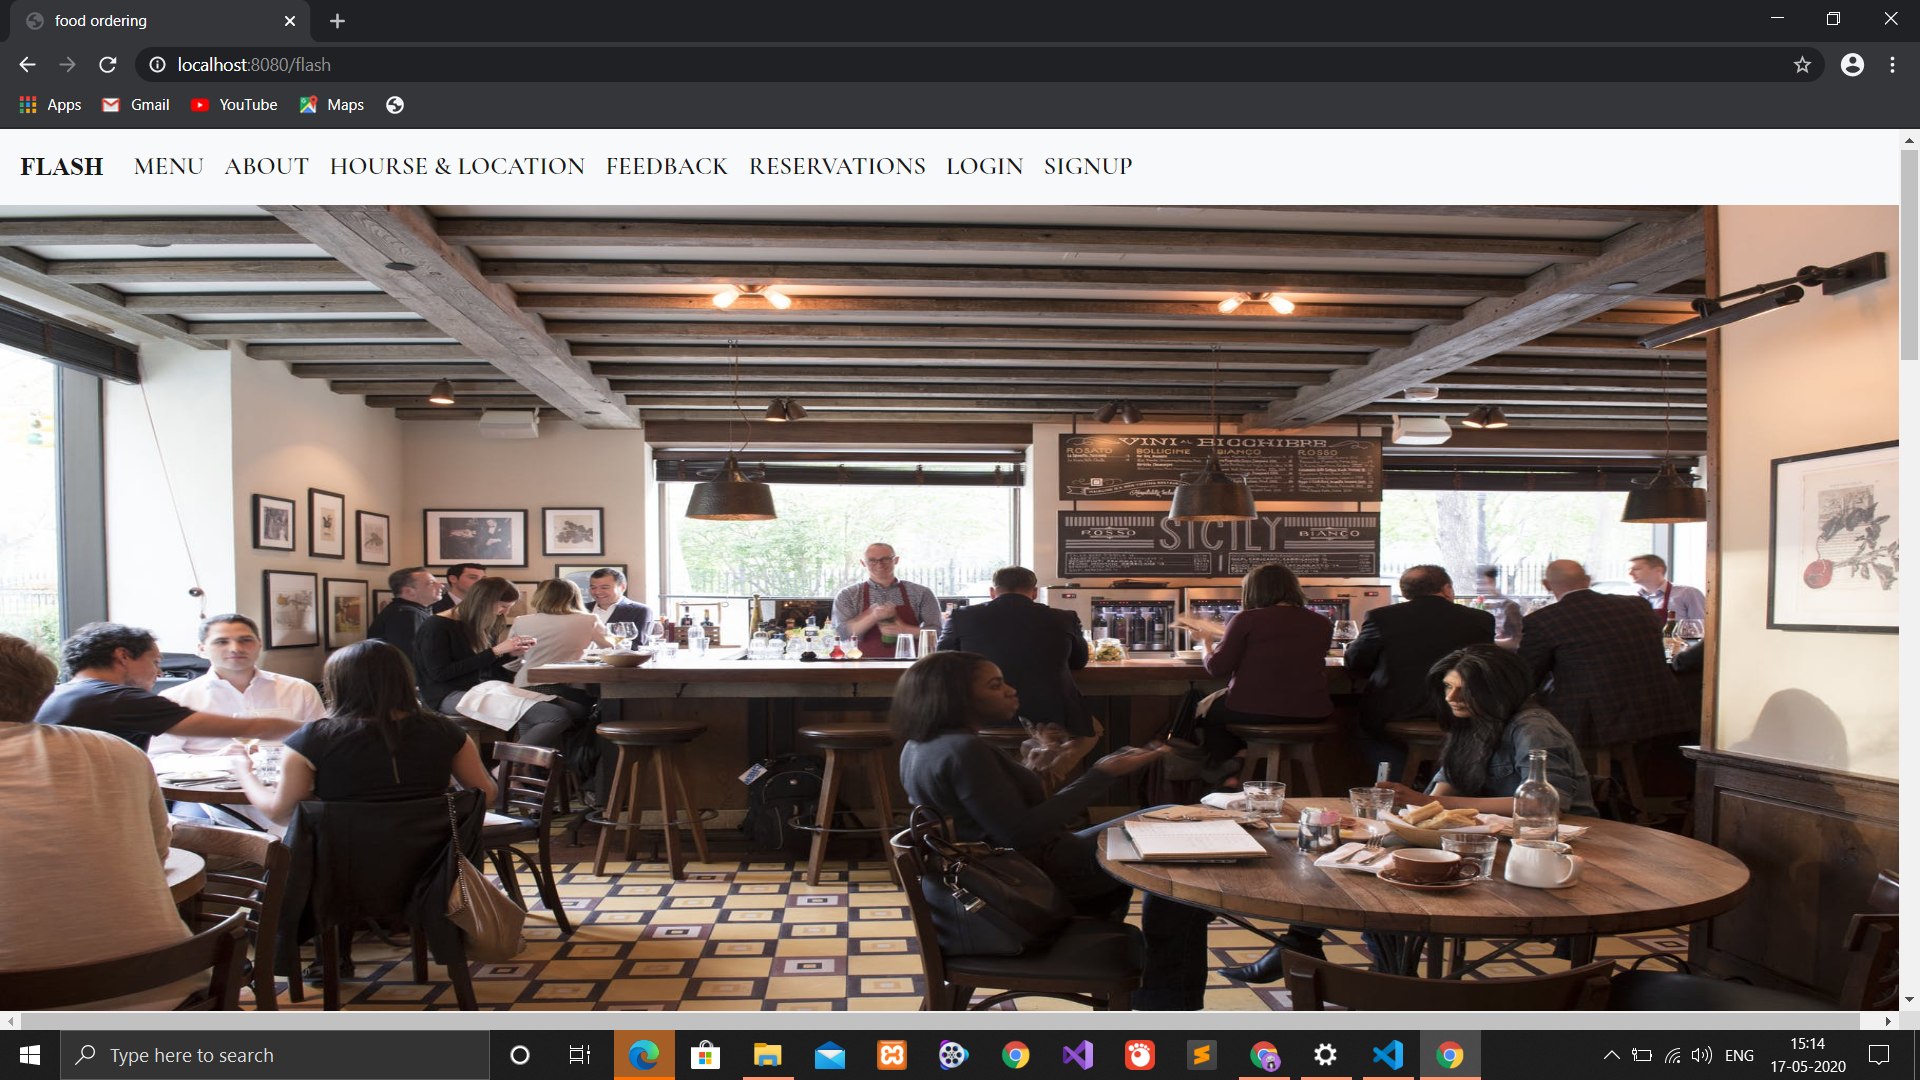 food ordering
localhost:8080/flash
Apps Gmail YouTube Maps
FLASH MENU ABOUT HOURSE & LOCATION FEEDBACK RESERVATIONS LOGIN SIGNUP
VINI AL BICCHIERE
ROSATO BOLLICINE BIANCO ROSSO
SICILY
ROSSO BIANCO
Type here to search
ENG
15:14
17-05-2020